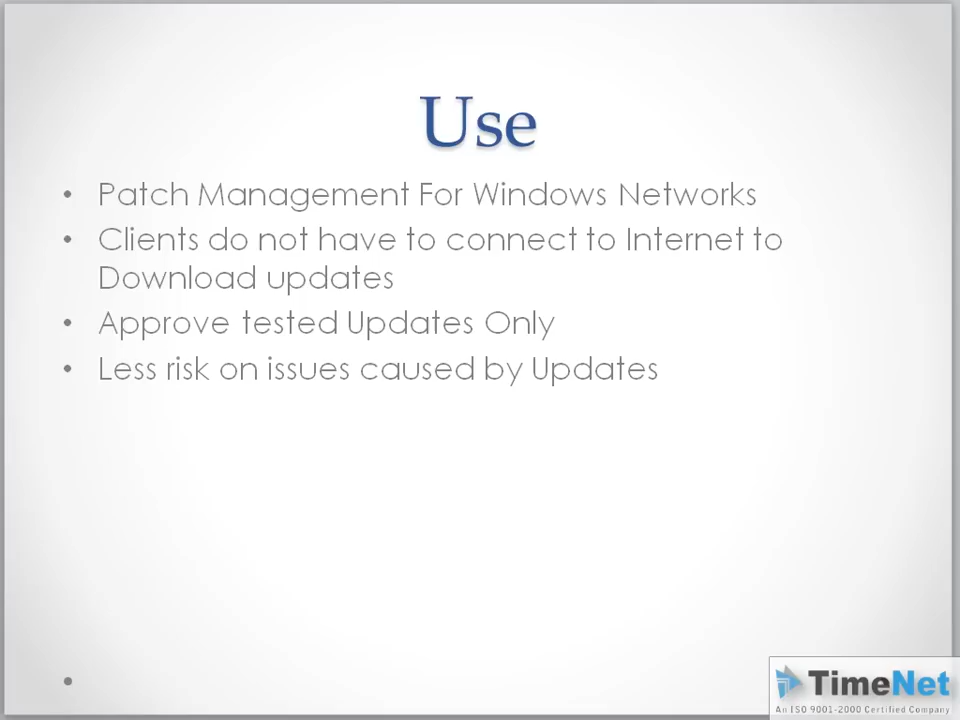 Use
• Patch Management For Windows Networks
• Clients do not have to connect to Internet to
Download updates
• Approve tested Updates Only
• Less risk on issues caused by Updates
•
TimeNet
An ISO 9001-2000 Certified Company